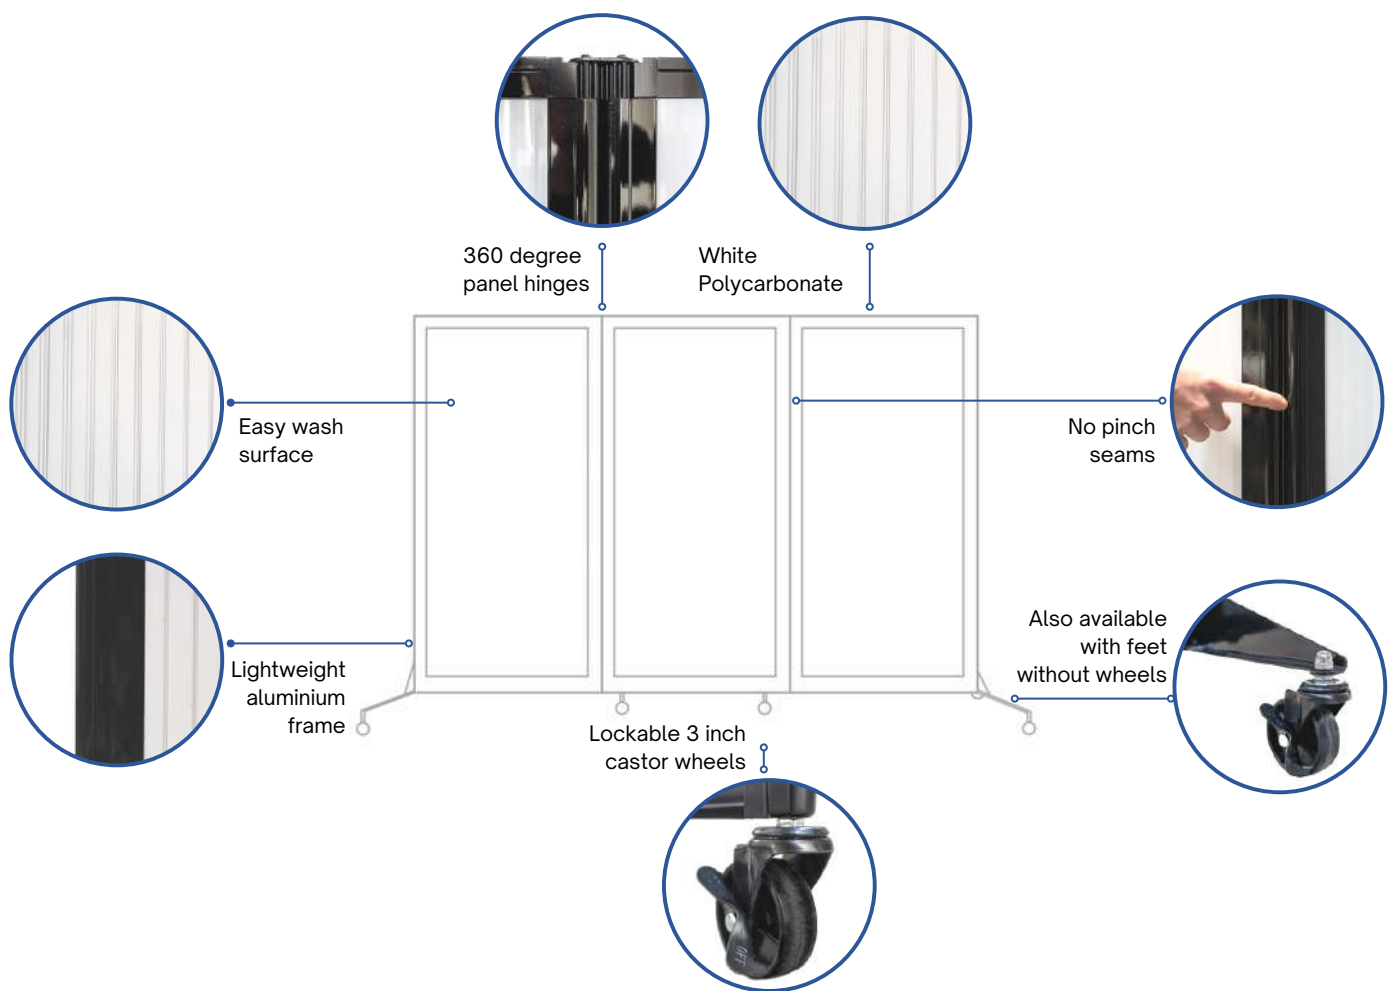 360 degree
panel hinges
White
Polycarbonate
Easy wash
surface
No pinch
seams
Lightweight
aluminium
frame
Also available
with feet
without wheels
Lockable 3 inch
castor wheels
OFF